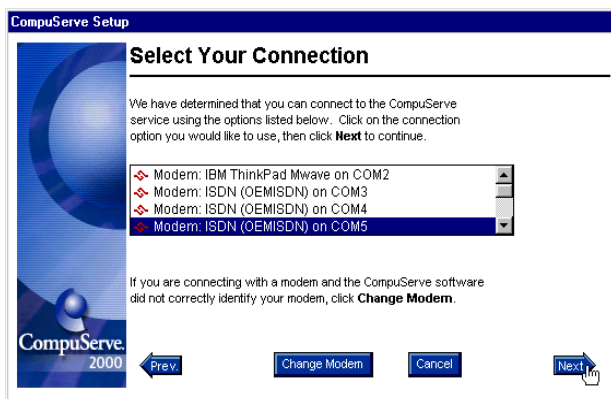 CompuServe Setup
Select Your Connection
We have determined that you can connect to the CompuServe
service using the options listed below. Click on the connection
option you would like to use, then click Next to continue.
Modem: IBM ThinkPad Mwave on COM2
Modem: ISDN (OEMISDN) on COM3
Modem: ISDN (OEMISDN) on COM4
Modem: ISDN (OEMISDN) on COM5
If you are connecting with a modem and the CompuServe software
did not correctly identify your modem, click Change Modem.
CompuServe.
2000
Prev.
Change Modem
Cancel
Next